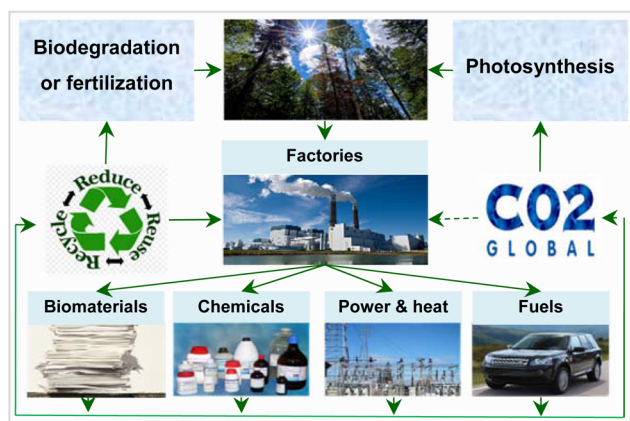 Biodegradation
or fertilization
Photosynthesis
Factories
Reduce
Reuse
Recycle
CO2
GLOBAL
Biomaterials
Chemicals
Power & heat
Fuels